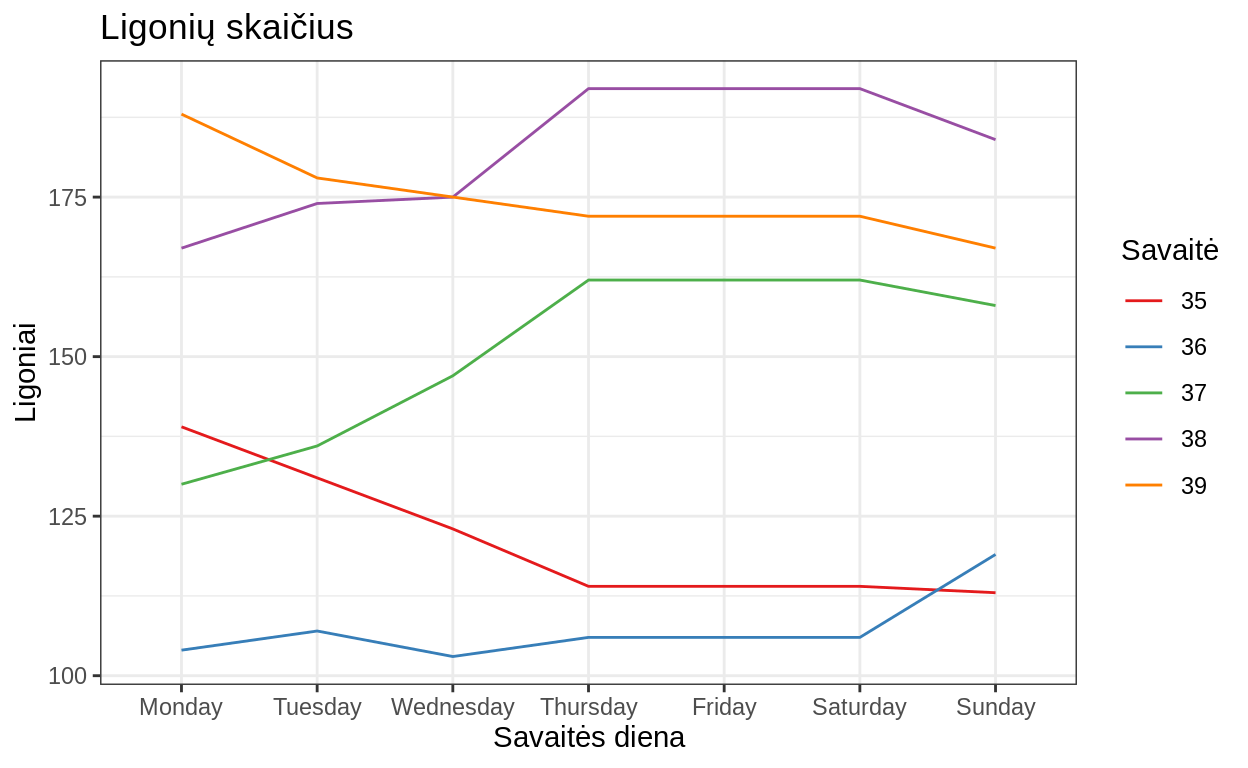 Ligonių skaičius
Ligoniai
175
150
125
100
Monday Tuesday Wednesday Thursday Friday Saturday Sunday
Savaitės diena
Savaitė
35
36
37
38
39